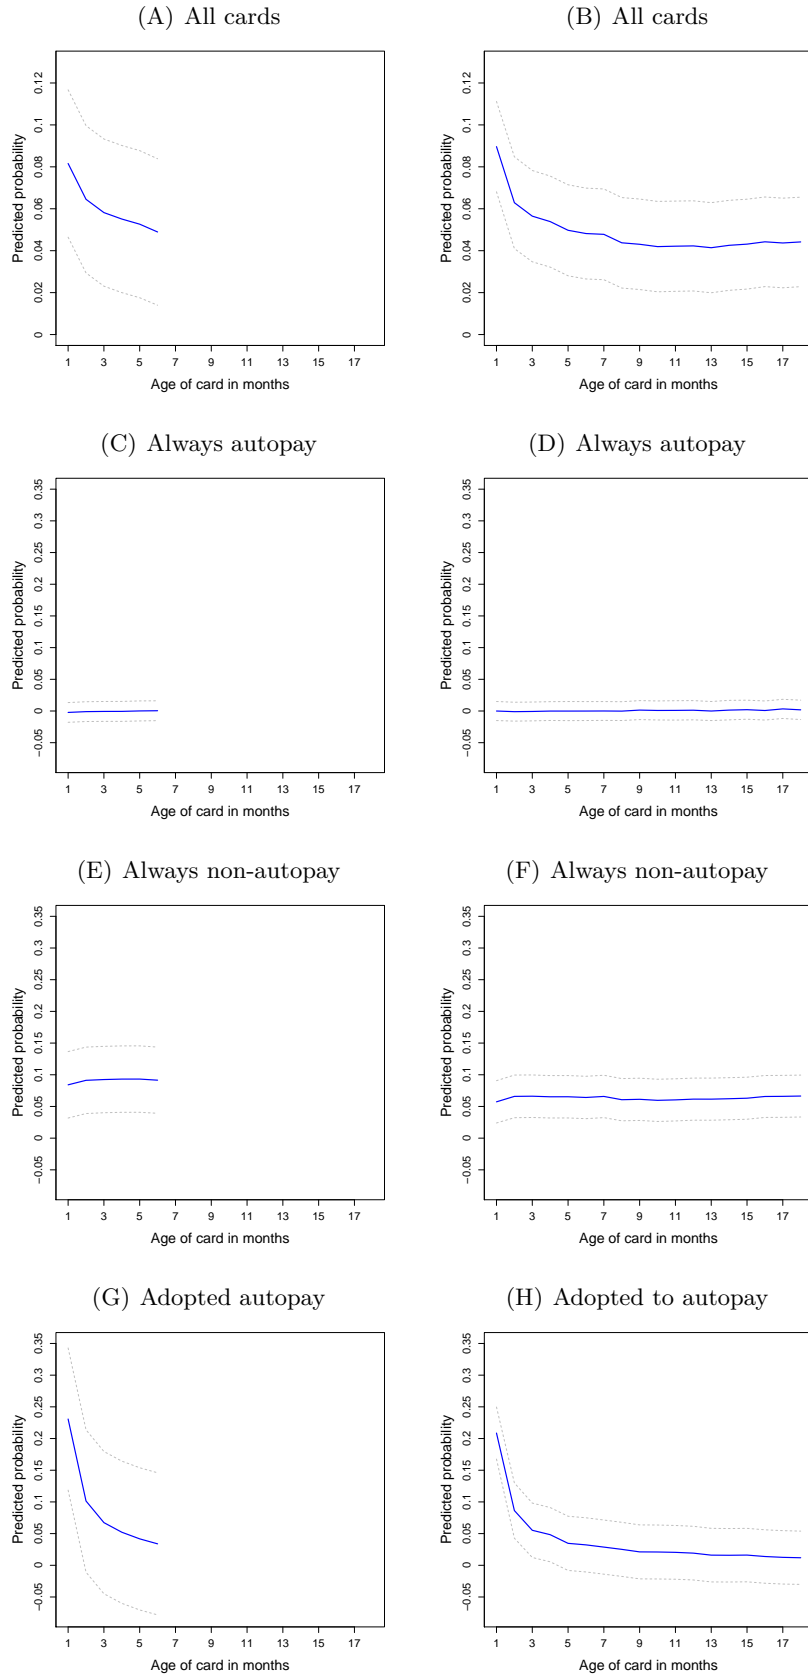 (A) All cards
(B) All cards
Predicted probability
0 0.02 0.04 0.06 0.08 0.1 0.12
1 3 5 7 9 11 13 15 17
Age of card in months
Predicted probability
0 0.02 0.04 0.06 0.08 0.1 0.12
1 3 5 7 9 11 13 15 17
Age of card in months
(C) Always autopay
(D) Always autopay
Predicted probability
−0.05 0 0.05 0.1 0.15 0.2 0.25 0.3 0.35
1 3 5 7 9 11 13 15 17
Age of card in months
Predicted probability
−0.05 0 0.05 0.1 0.15 0.2 0.25 0.3 0.35
1 3 5 7 9 11 13 15 17
Age of card in months
(E) Always non-autopay
(F) Always non-autopay
Predicted probability
−0.05 0 0.05 0.1 0.15 0.2 0.25 0.3 0.35
1 3 5 7 9 11 13 15 17
Age of card in months
Predicted probability
−0.05 0 0.05 0.1 0.15 0.2 0.25 0.3 0.35
1 3 5 7 9 11 13 15 17
Age of card in months
(G) Adopted autopay
(H) Adopted to autopay
Predicted probability
−0.05 0 0.05 0.1 0.15 0.2 0.25 0.3 0.35
1 3 5 7 9 11 13 15 17
Age of card in months
Predicted probability
−0.05 0 0.05 0.1 0.15 0.2 0.25 0.3 0.35
1 3 5 7 9 11 13 15 17
Age of card in months